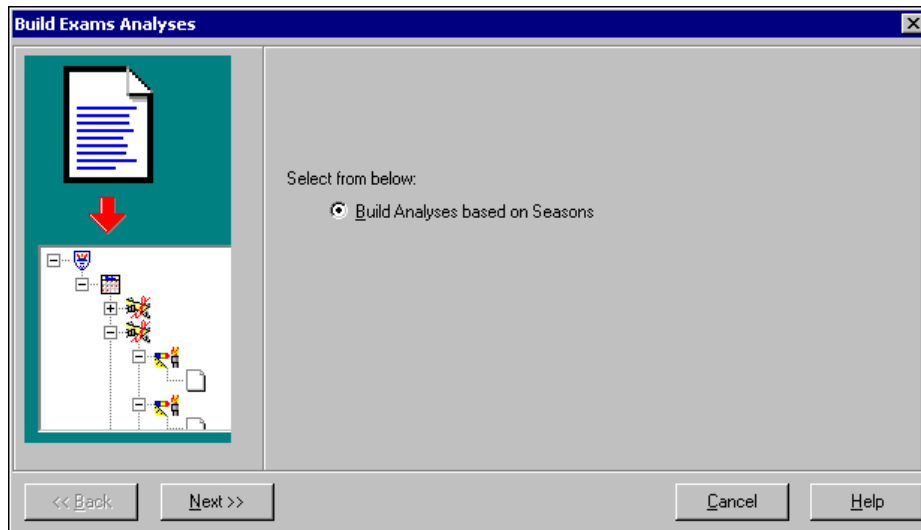 Build Exams Analyses
Select from below:
Build Analyses based on Seasons
<< Back
Next >>
Cancel
Help